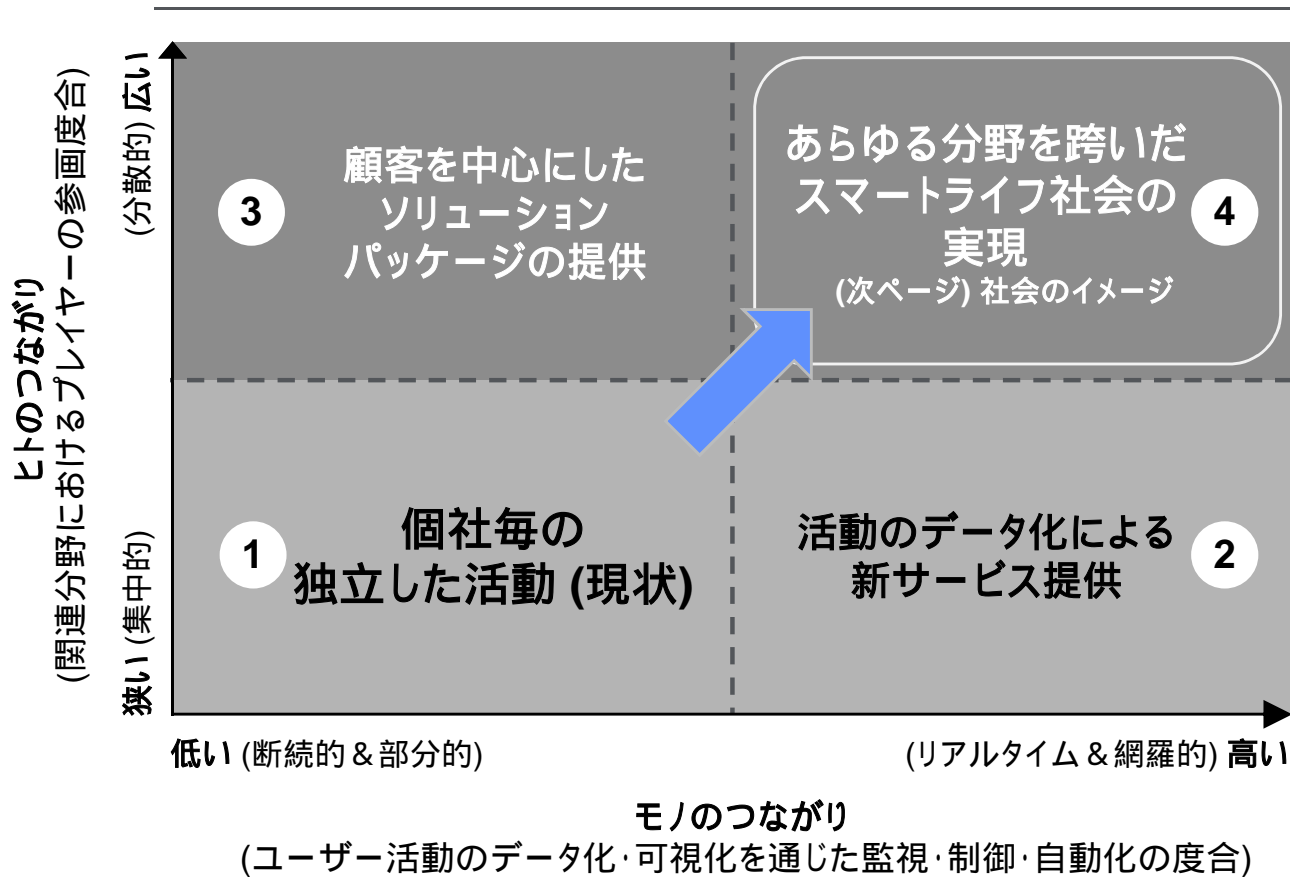 ヒトのつながり
(関連分野におけるプレイヤーの参画度合)
(分散的) 広い
狭い (集中的)
3
顧客を中心にした
ソリューション
パッケージの提供
あらゆる分野を跨いだ
スマートライフ社会の
実現
(次ページ) 社会のイメージ
4
1
個社毎の
独立した活動 (現状)
活動のデータ化による
新サービス提供
2
低い (断続的＆部分的)
(リアルタイム＆網羅的) 高い
モノのつながり
(ユーザー活動のデータ化･可視化を通じた監視･制御･自動化の度合)